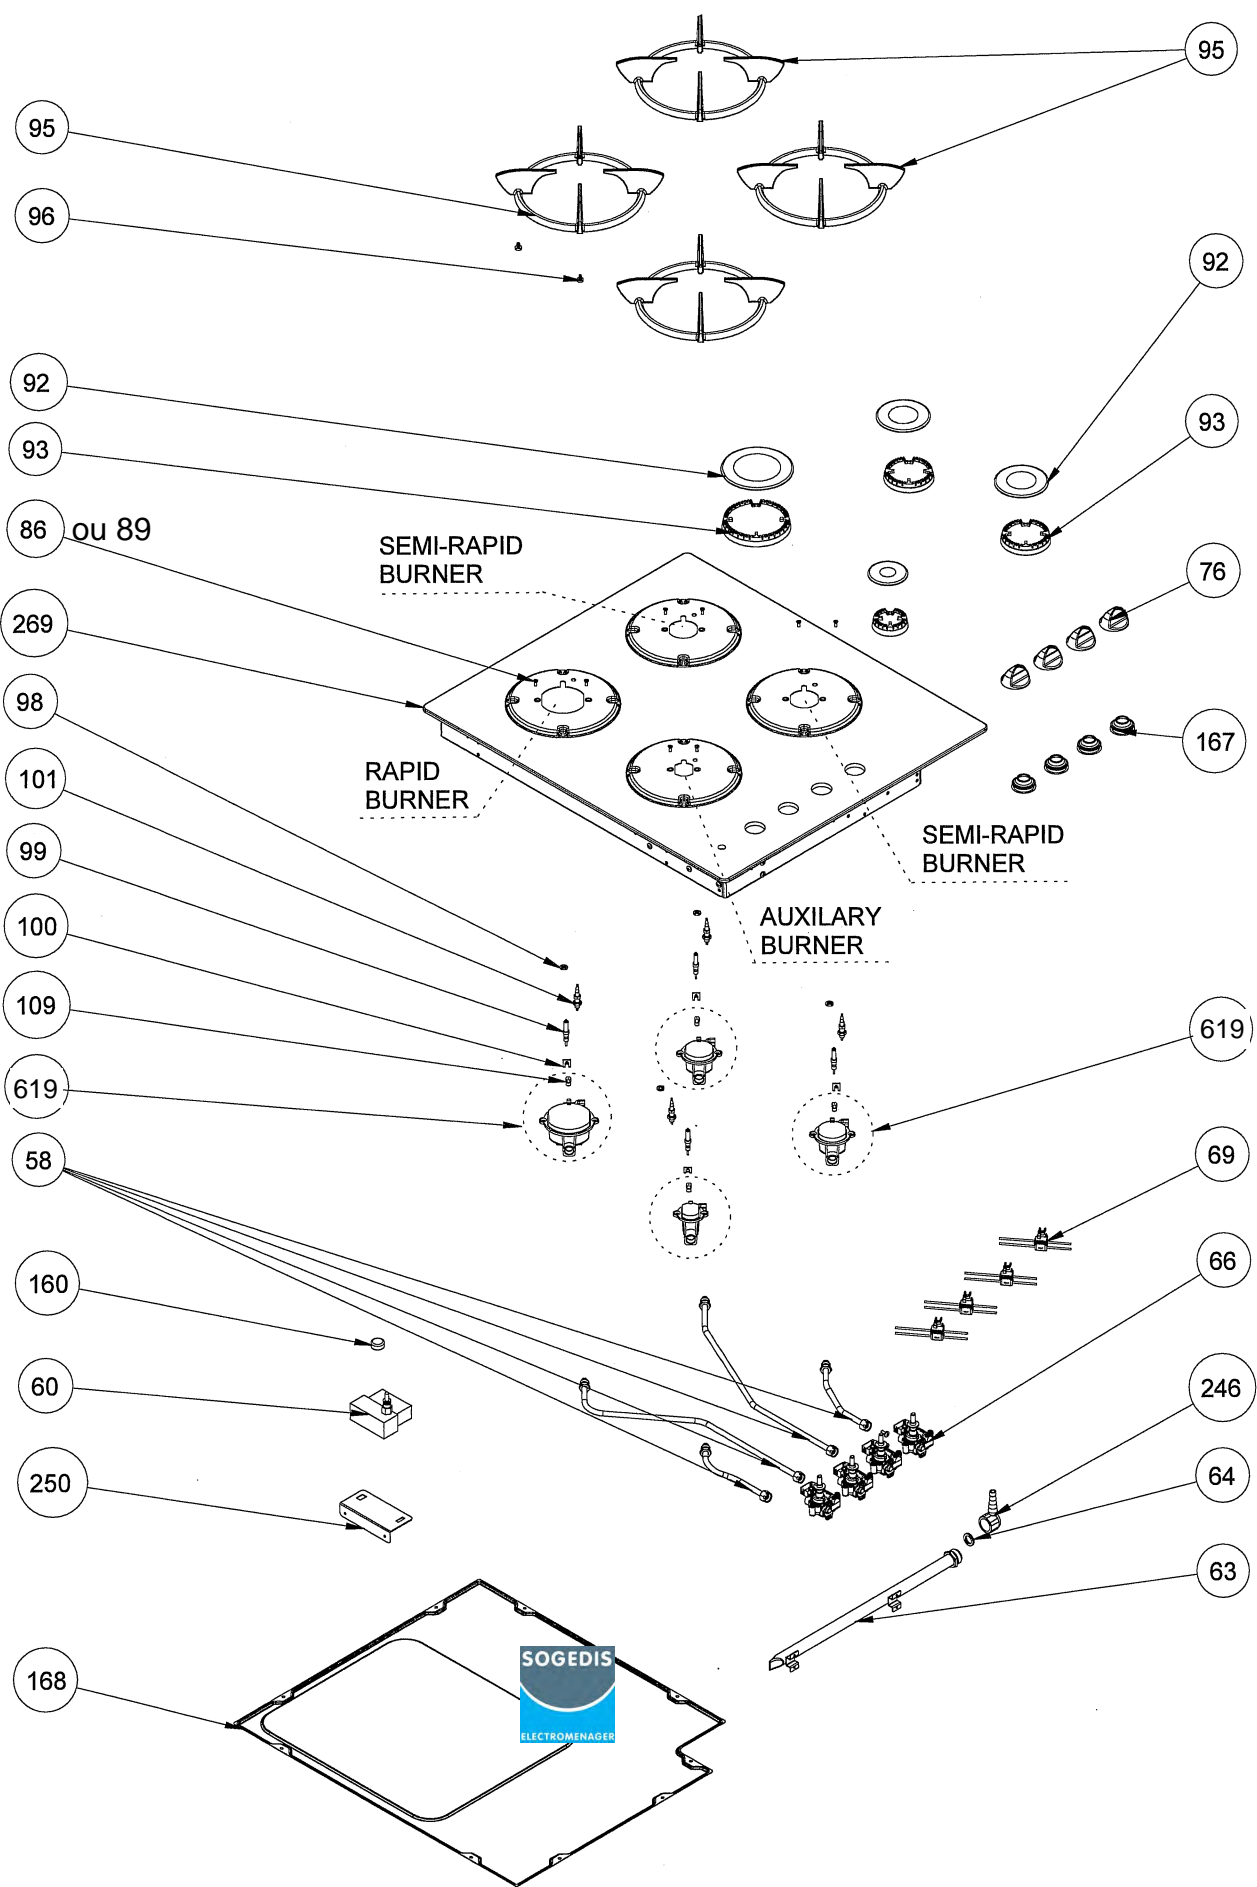 95
95
96
92
92
93
93
86 ou 89
SEMI-RAPID
BURNER
76
269
98
167
101
RAPID
BURNER
SEMI-RAPID
BURNER
99
100
AUXILARY
BURNER
109
619
619
58
69
66
160
60
246
250
64
63
168
SOGEDIS
ELECTROMENAGER